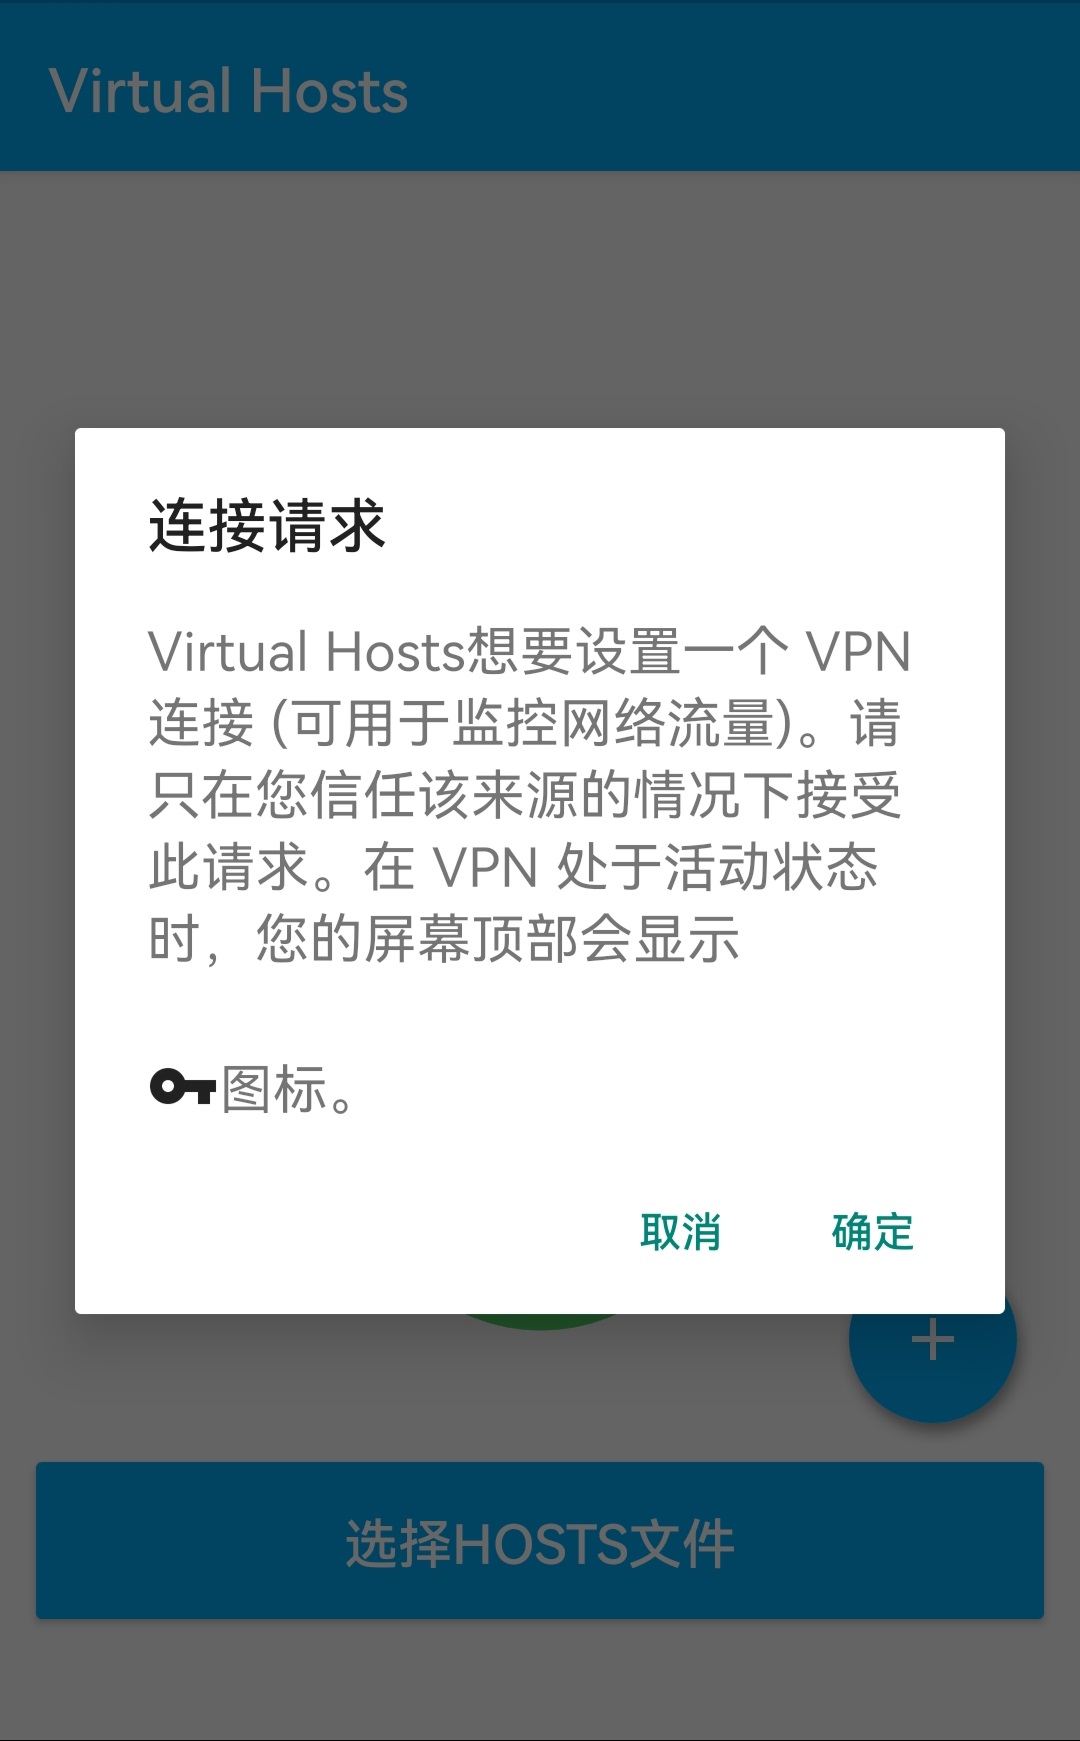 Virtual Hosts
连接请求
Virtual Hosts想要设置一个 VPN
连接 (可用于监控网络流量)。请
只在您信任该来源的情况下接受
此请求。在 VPN 处于活动状态
时，您的屏幕顶部会显示
图标。
取消 确定
选择HOSTS文件